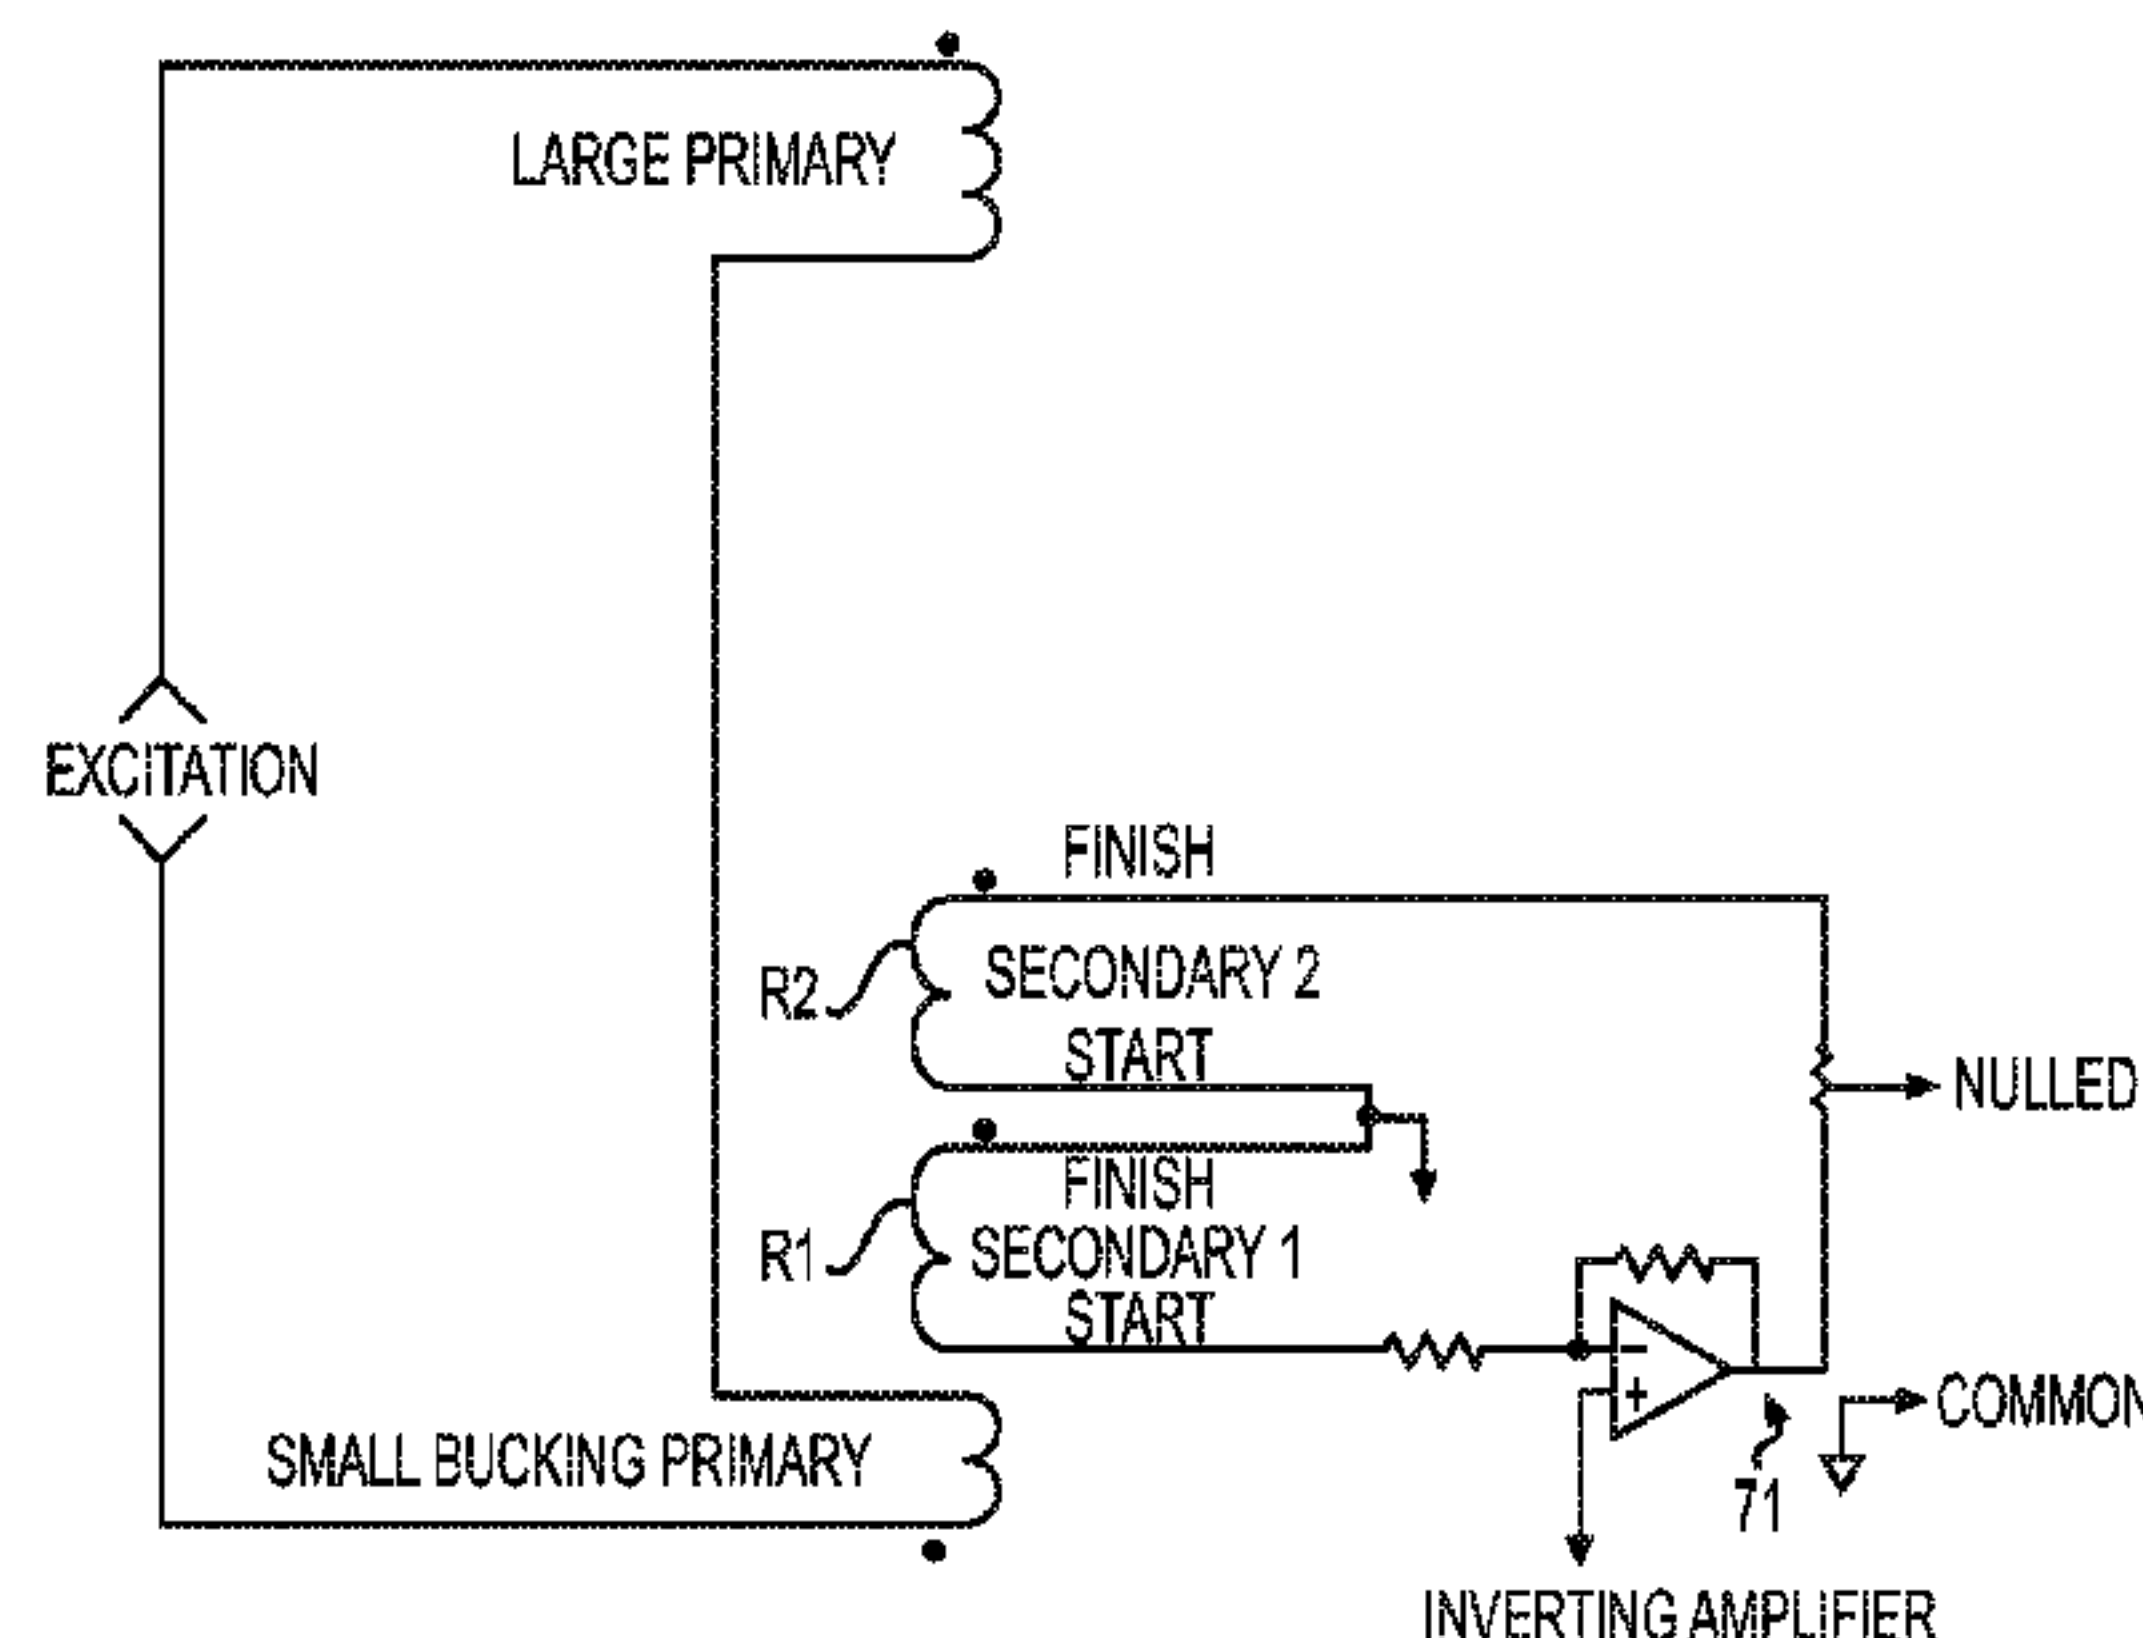 LARGE PRIMARY
EXCITATION
FINISH
R2
SECONDARY 2
START
NULLED
FINISH
R1
SECONDARY 1
START
-
+
COMMON
SMALL BUCKING PRIMARY
71
INVERTING AMPLIFIER